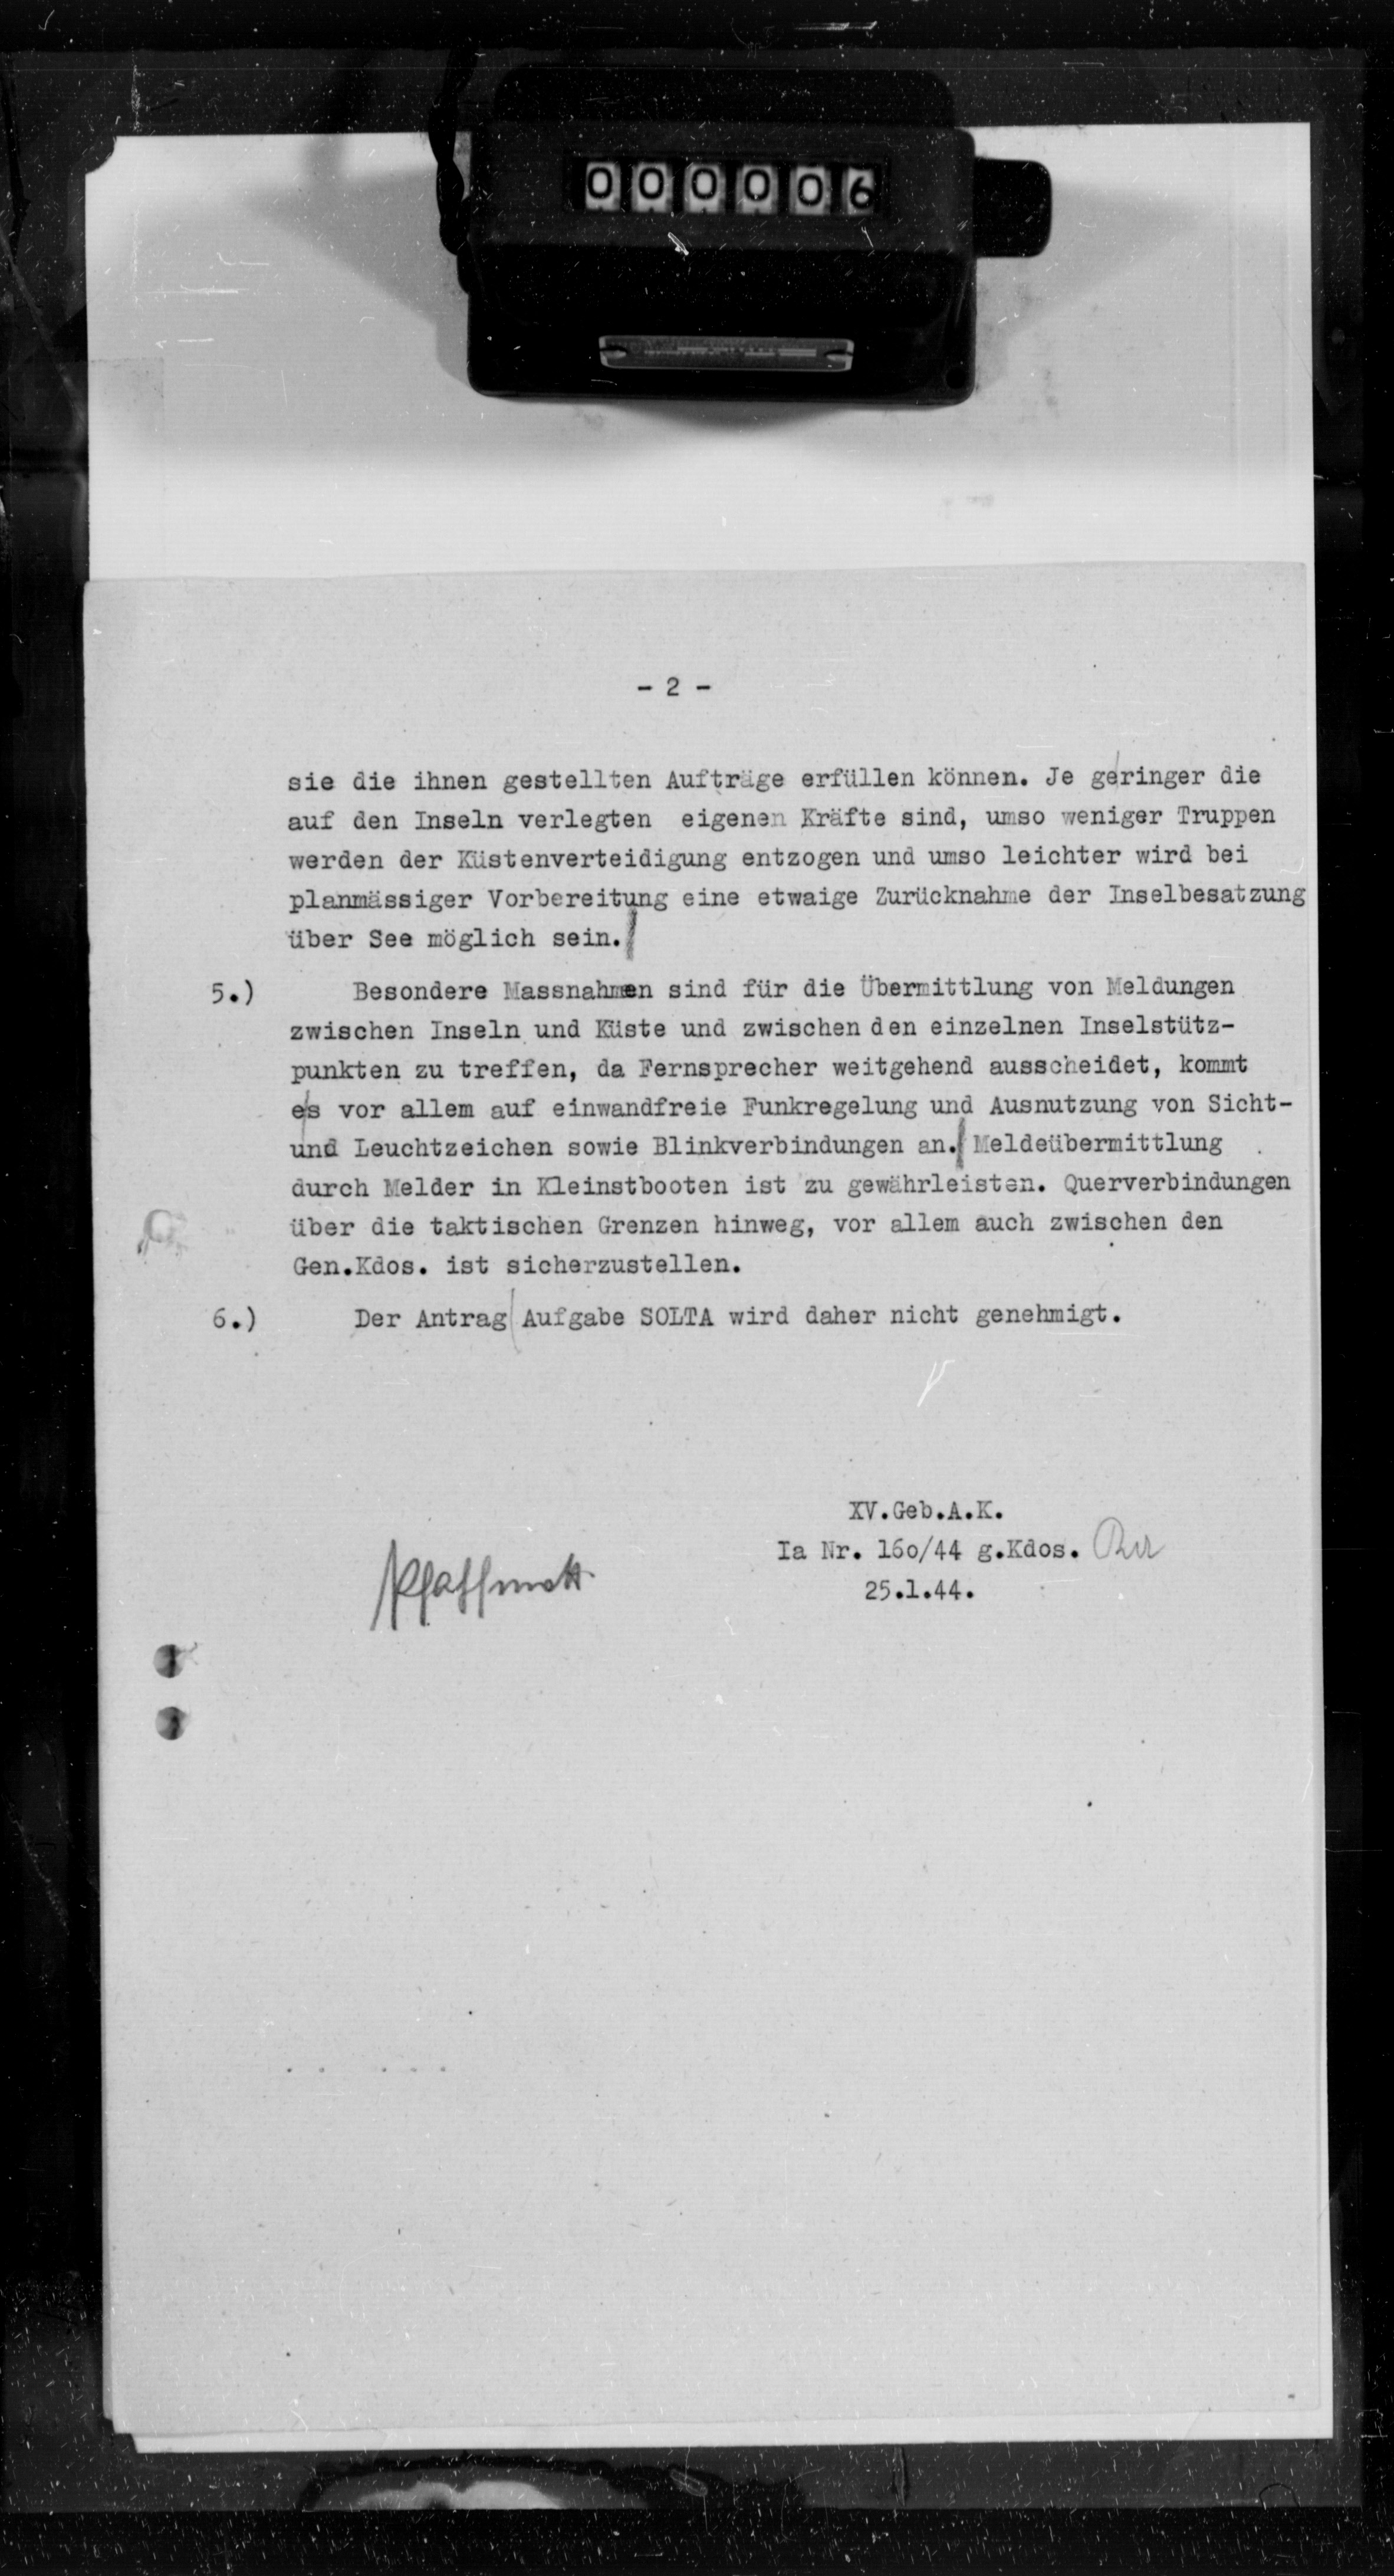 000006
- 2 -
sie die ihnen gestellten Aufträge erfüllen können. Je geringer die
auf den Inseln verlegten eigenen Kräfte sind, umso weniger Truppen
werden der Küstenverteidigung entzogen und umso leichter wird bei
planmässiger Vorbereitung eine etwaige Zurücknahme der Inselbesatzung
über See möglich sein.
5.) Besondere Massnahmen sind für die Übermittlung von Meldungen
zwischen Inseln und Küste und zwischen den einzelnen Inselstütz-
punkten zu treffen, da Fernsprecher weitgehend ausscheidet, kommt
es vor allem auf einwandfreie Funkregelung und Ausnutzung von Sicht-
und Leuchtzeichen sowie Blinkverbindungen an. Meldeübermittlung
durch Melder in Kleinstbooten ist zu gewährleisten. Querverbindungen
über die taktischen Grenzen hinweg, vor allem auch zwischen den
Gen.Kdos. ist sicherzustellen.
6.) Der Antrag Aufgabe SOLTA wird daher nicht genehmigt.
XV.Geb.A.K.
Ia Nr. 16o/44 g.Kdos.
25.1.44.